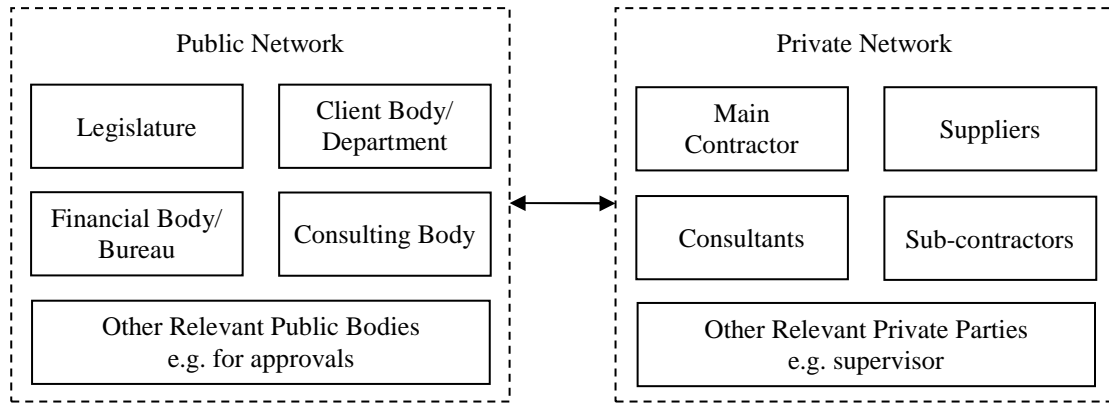 Public Network
Legislature
Client Body/
Department
Financial Body/
Bureau
Consulting Body
Other Relevant Public Bodies
e.g. for approvals
Private Network
Main
Contractor
Suppliers
Consultants
Sub-contractors
Other Relevant Private Parties
e.g. supervisor